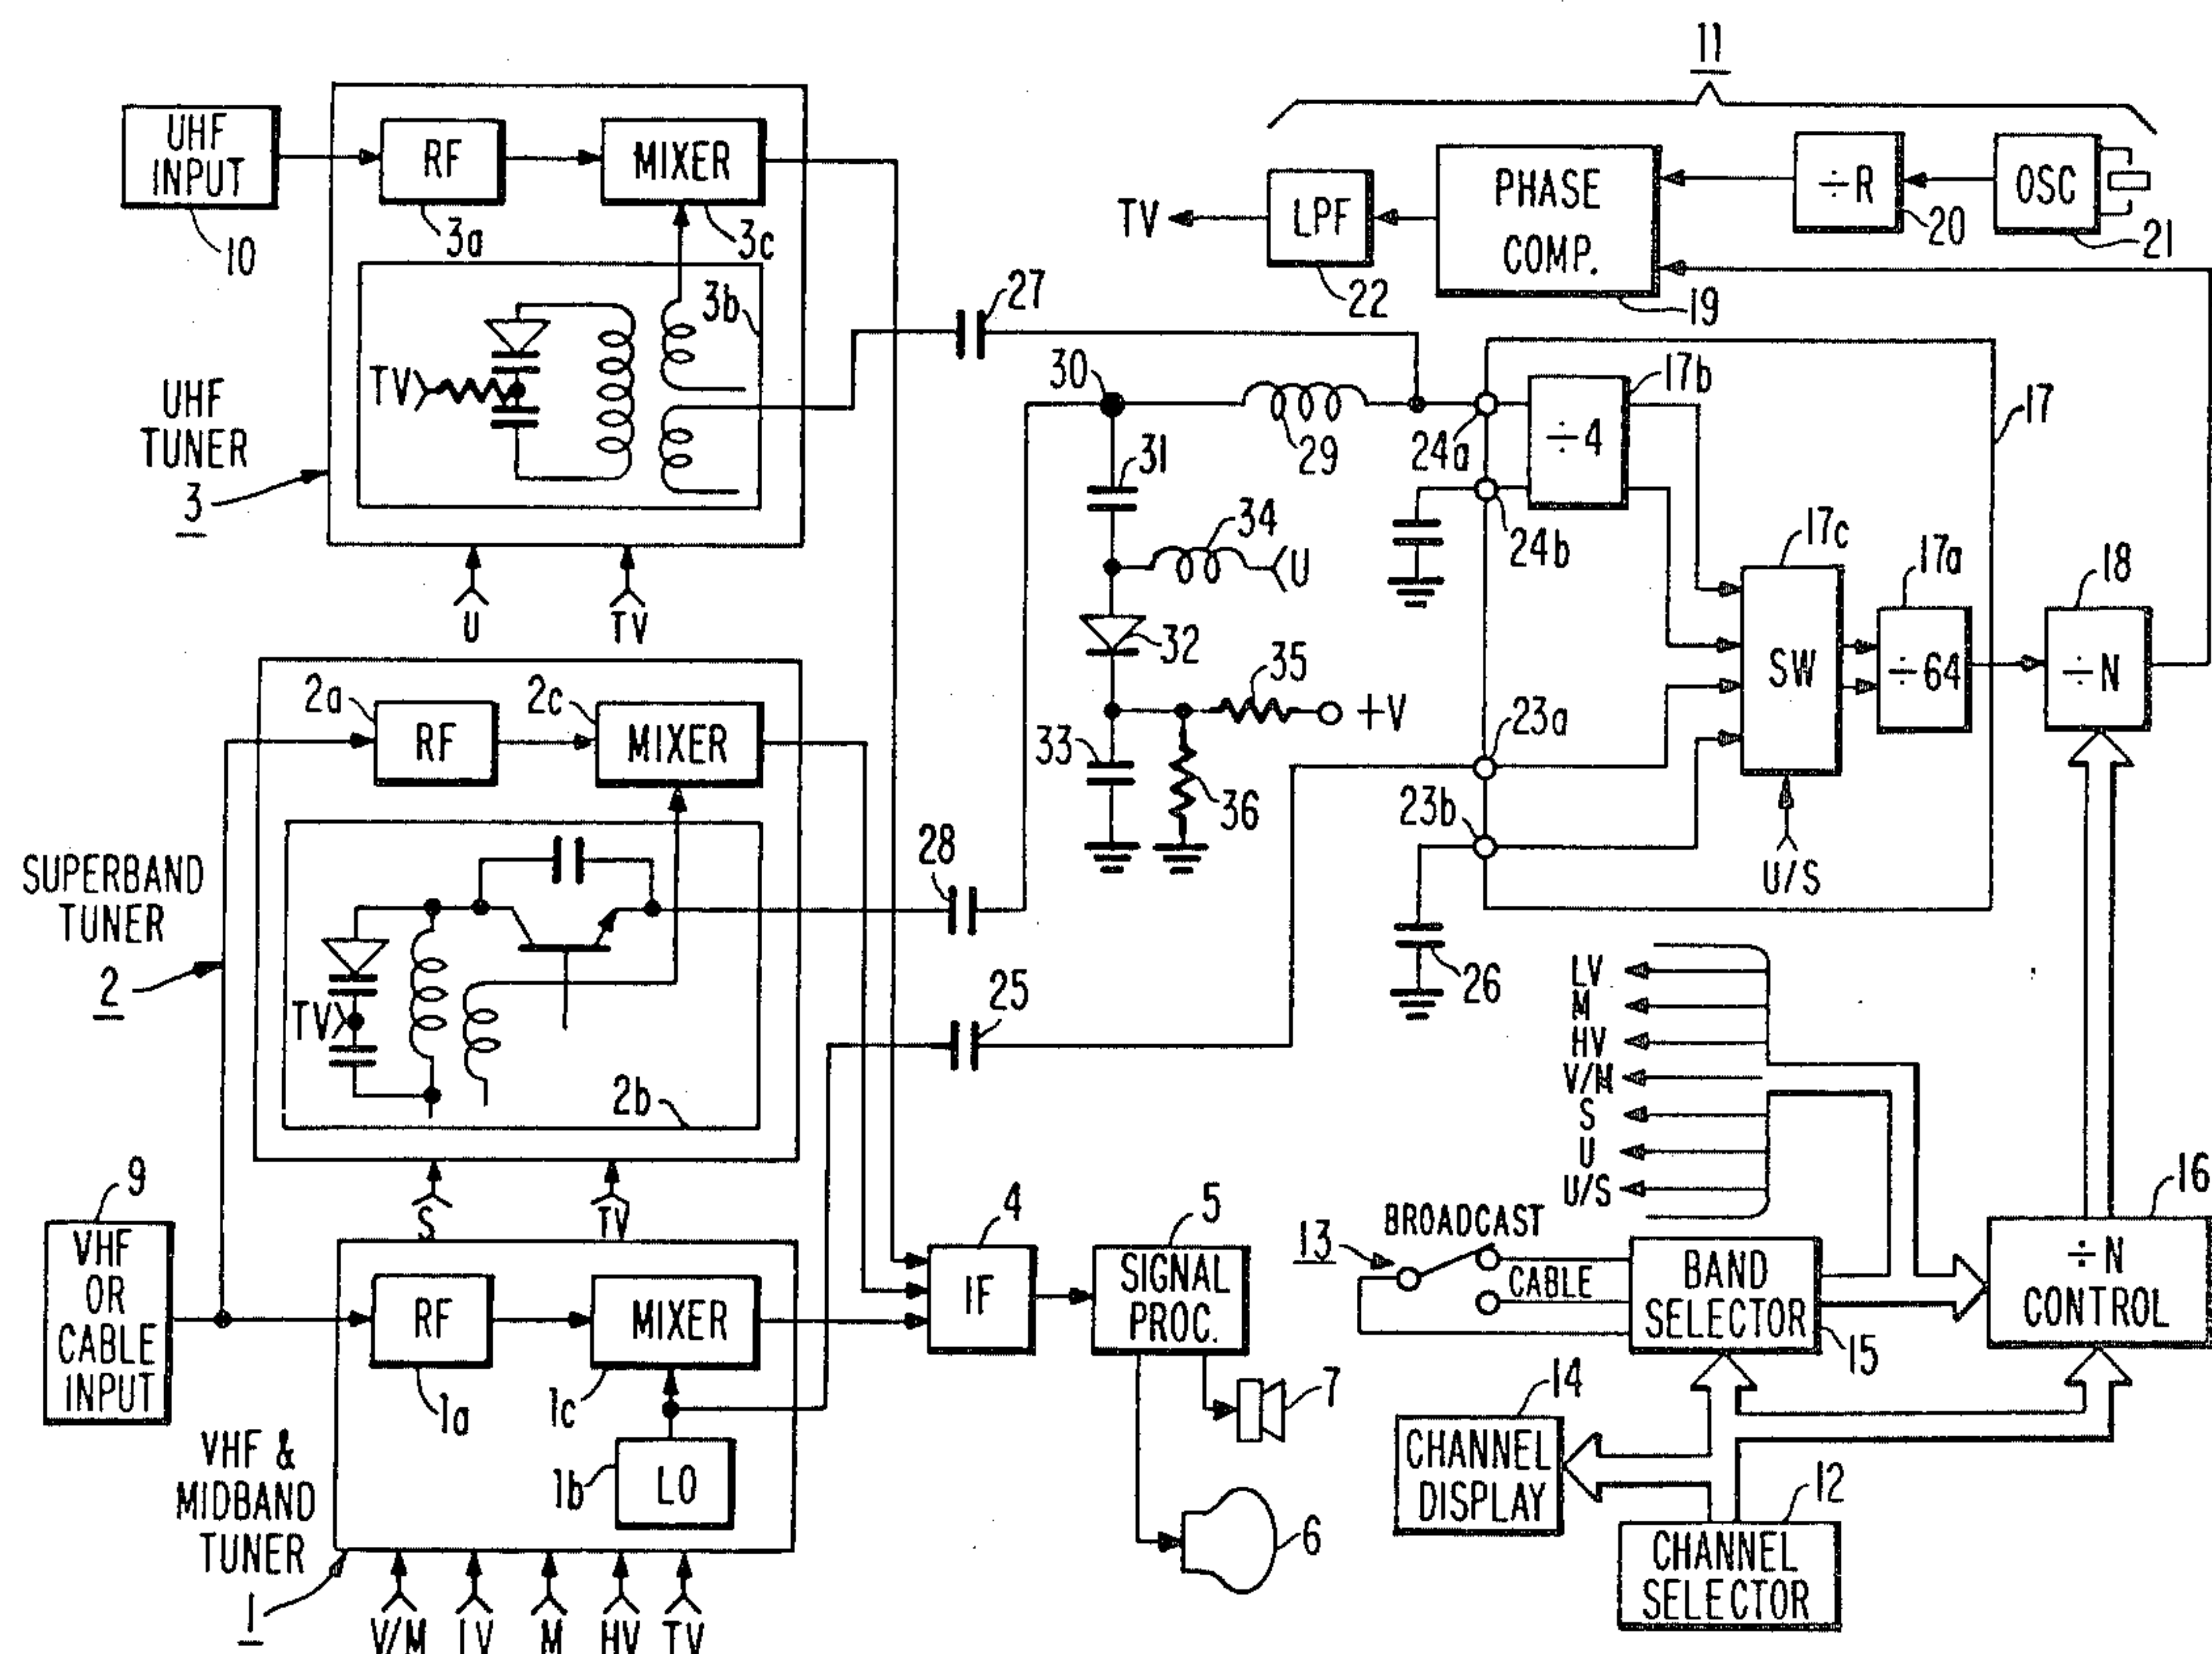 11
UHF
INPUT
10
RF
3a
MIXER
3c
3b
TV
UHF
TUNER
3
U
TV
27
TV
LPF
22
PHASE
COMP.
19
÷R
20
OSC
21
30
29
24a
24b
÷4
17b
17
31
34
U
32
35
+V
33
36
17c
SW
17a
÷64
18
÷N
23a
23b
U/S
26
2a
RF
2c
MIXER
SUPERBAND
TUNER
2
TV
2b
28
25
S
TV
9
VHF
OR
CABLE
INPUT
RF
1a
MIXER
1c
1b
LO
VHF &
MIDBAND
TUNER
1
V/M
LV
M
HV
TV
4
IF
5
SIGNAL
PROC.
7
6
LV
M
HV
V/M
S
U
U/S
13
BROADCAST
CABLE
BAND
SELECTOR
15
16
÷N
CONTROL
14
CHANNEL
DISPLAY
12
CHANNEL
SELECTOR